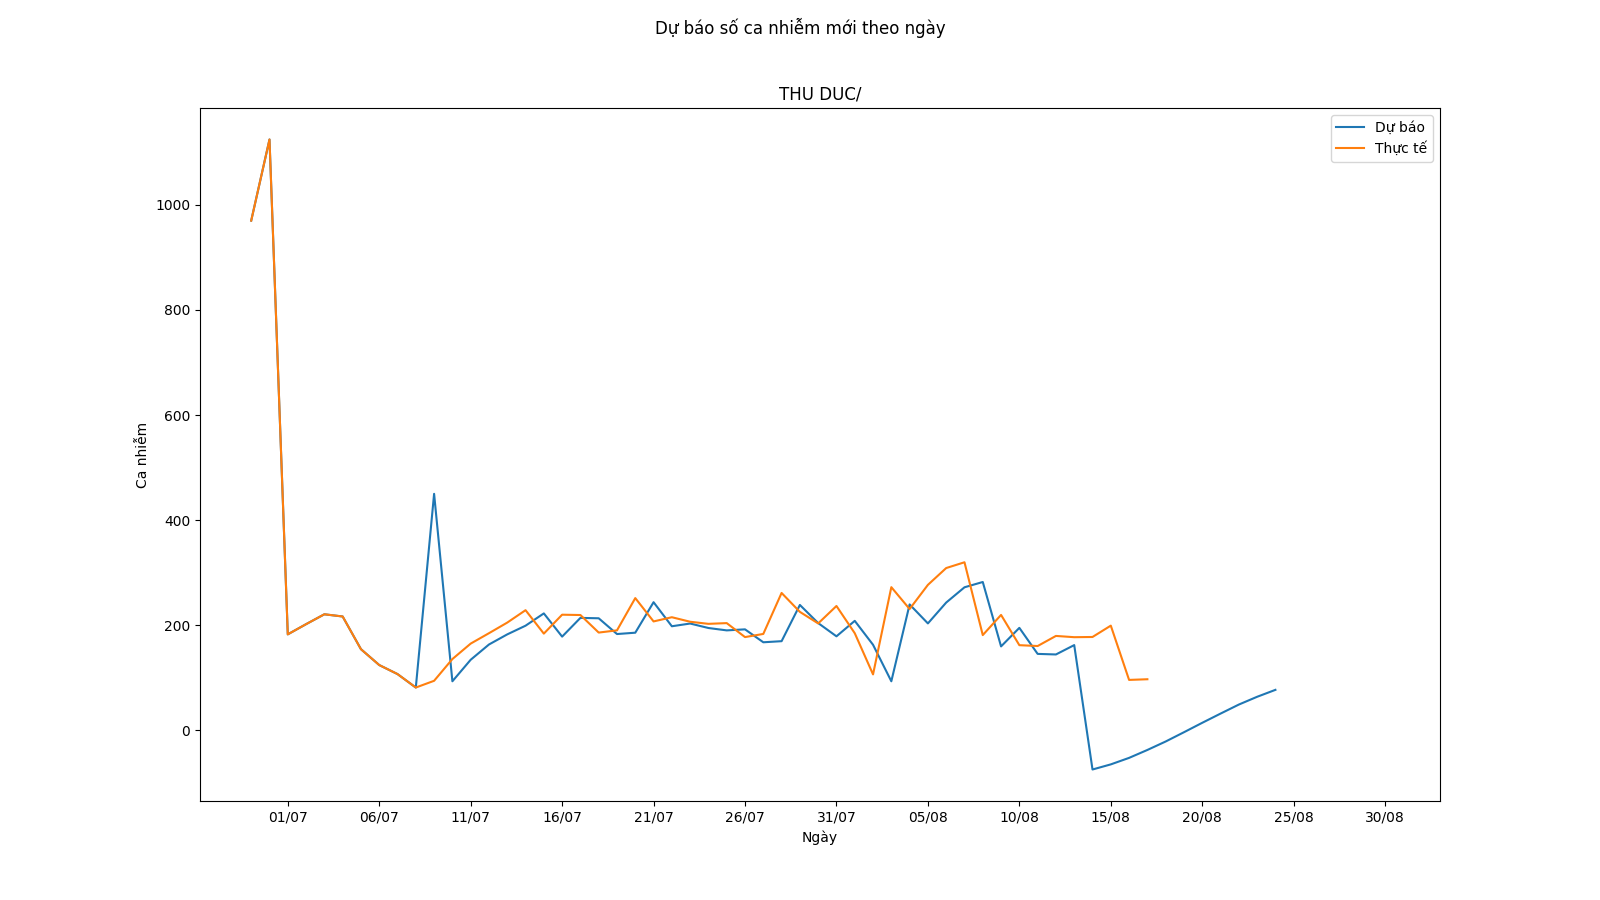 Dự báo số ca nhiễm mới theo ngày
THU DUC/
Dự báo
Thực tế
1000
800
600
400
200
0
Ca nhiễm
01/07 06/07 11/07 16/07 21/07 26/07 31/07 05/08 10/08 15/08 20/08 25/08 30/08
Ngày